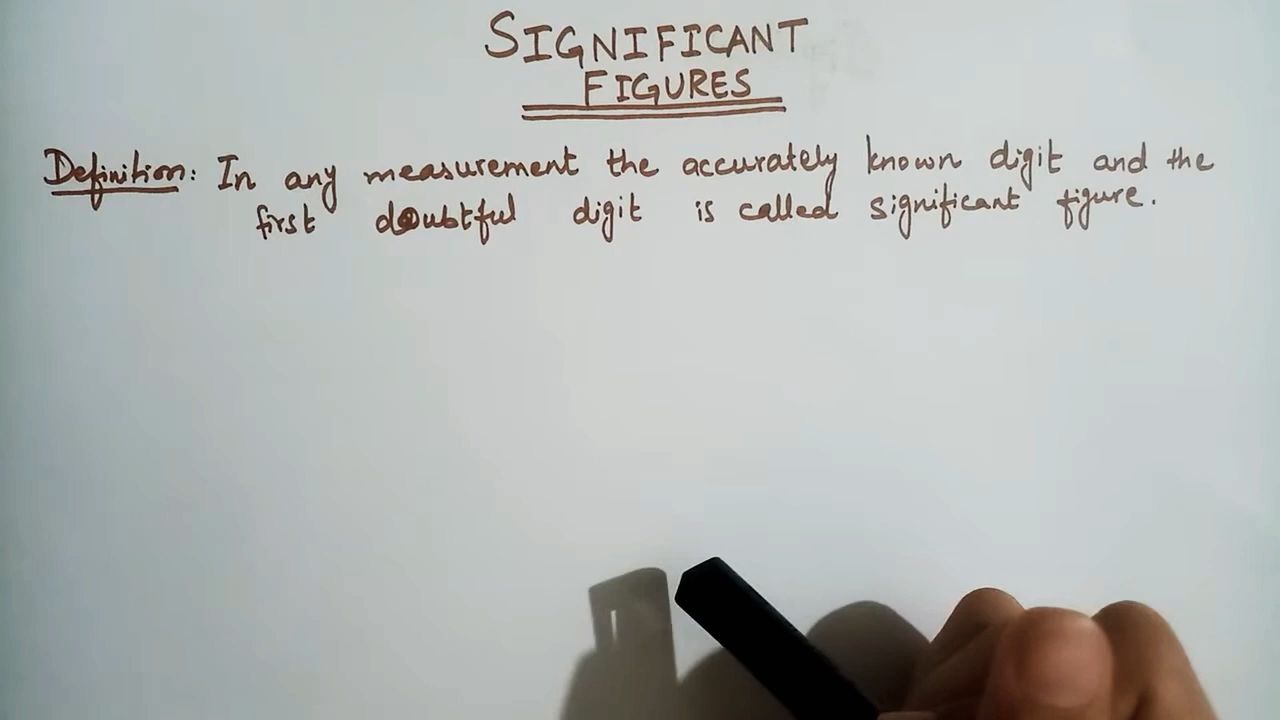 SIGNIFICANT
FIGURES
Definition: In any measurement the accurately known digit and the
first doubtful digit is called significant figure.